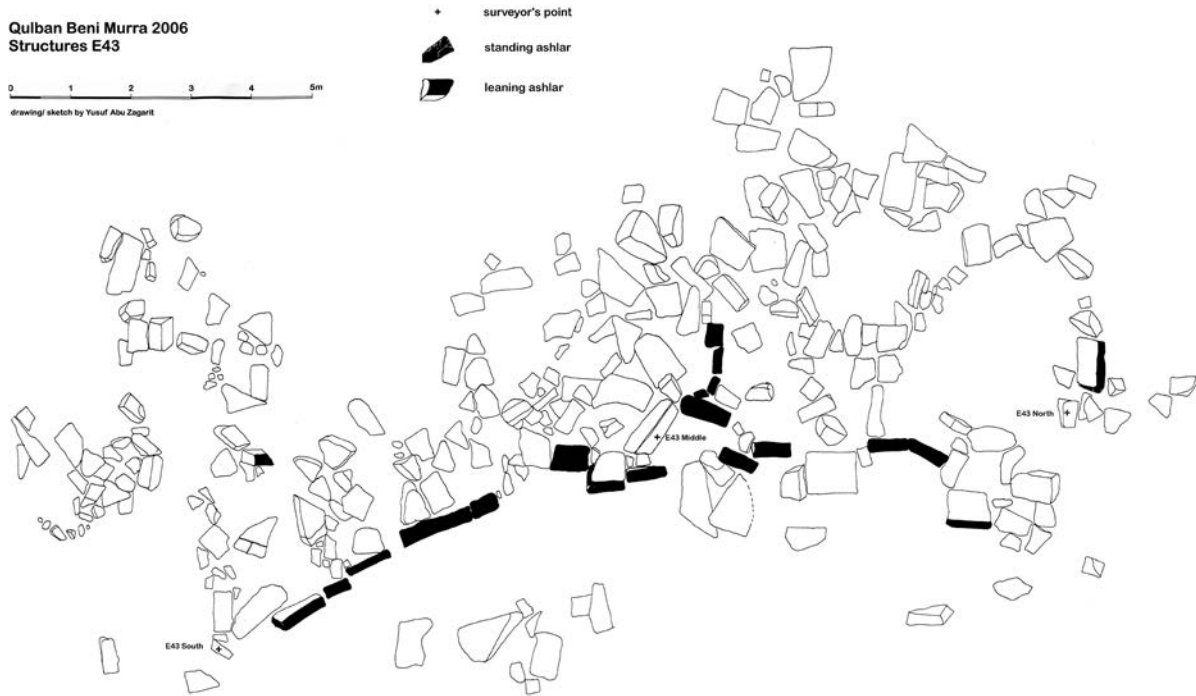 Qulban Beni Murra 2006
Structures E43
0 1 2 3 4 5m
drawing/ sketch by Yusuf Abu Zagarit
surveyor's point
standing ashlar
leaning ashlar
E43 North
E43 Middle
E43 South